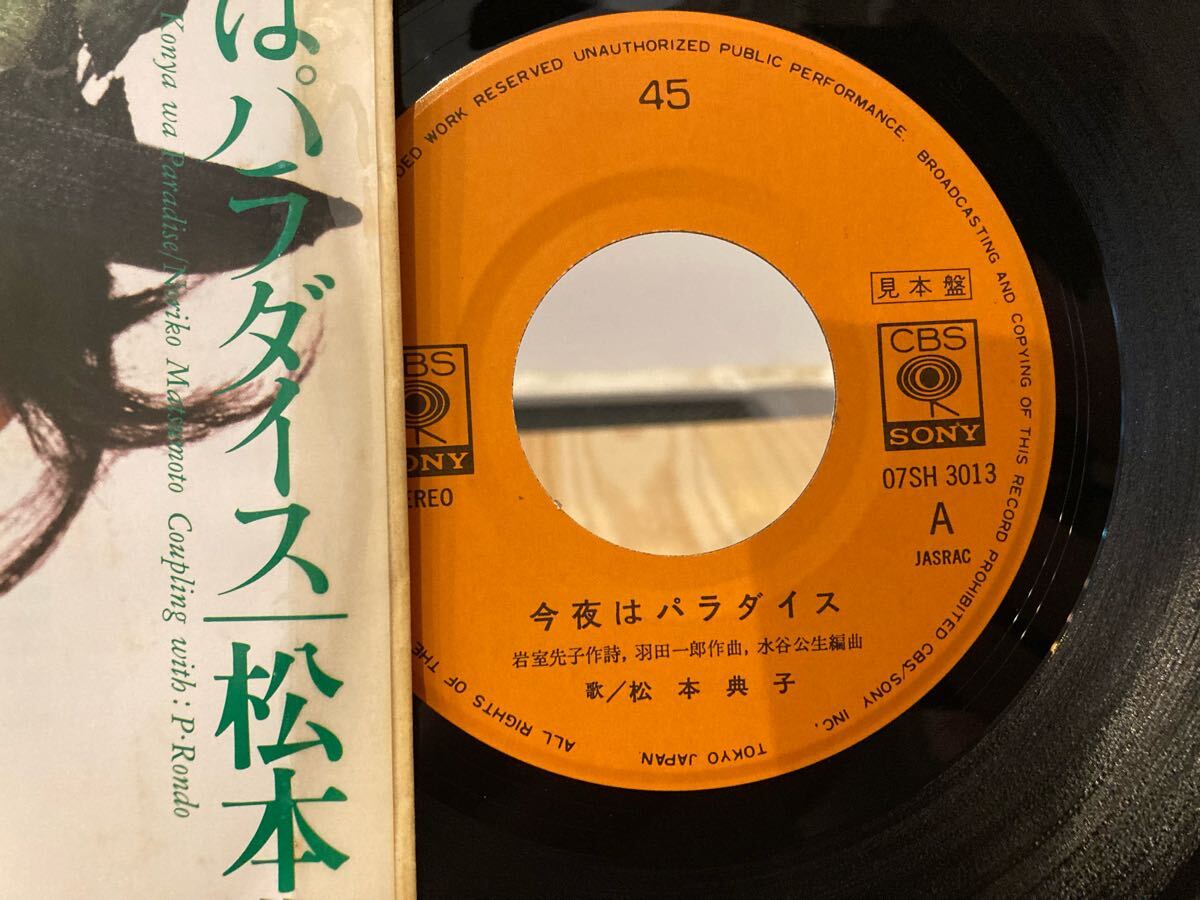 はパラダイス|松本
Konya wa Paradise/Noriko Matsumoto Coupling with: P・Rondo
WORK RESERVED UNAUTHORIZED PUBLIC PERFORMANCE. BROADCASTING AND COPYING OF THIS RECORD PROHIBITED CBS/SONY INC. TOKYO JAPAN.
ALL RIGHTS OF THE
45
見本盤
CBS
SONY
CBS
SONY
07SH 3013
A
JASRAC
今夜はパラダイス
岩室先子作詩, 羽田一郎作曲, 水谷公生編曲
歌/松本典子